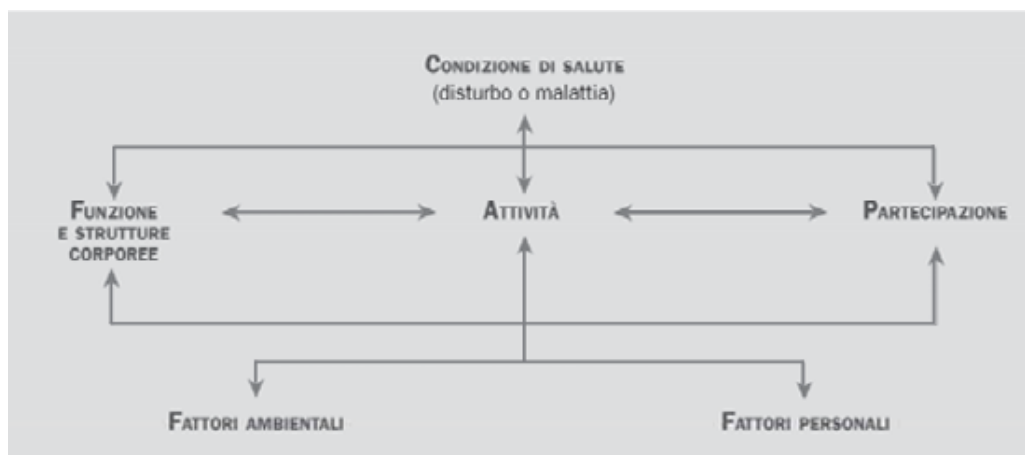 CONDIZIONE DI SALUTE
(disturbo o malattia)
FUNZIONE
E STRUTTURE
CORPOREE
ATTIVITÀ
PARTECIPAZIONE
FATTORI AMBIENTALI
FATTORI PERSONALI